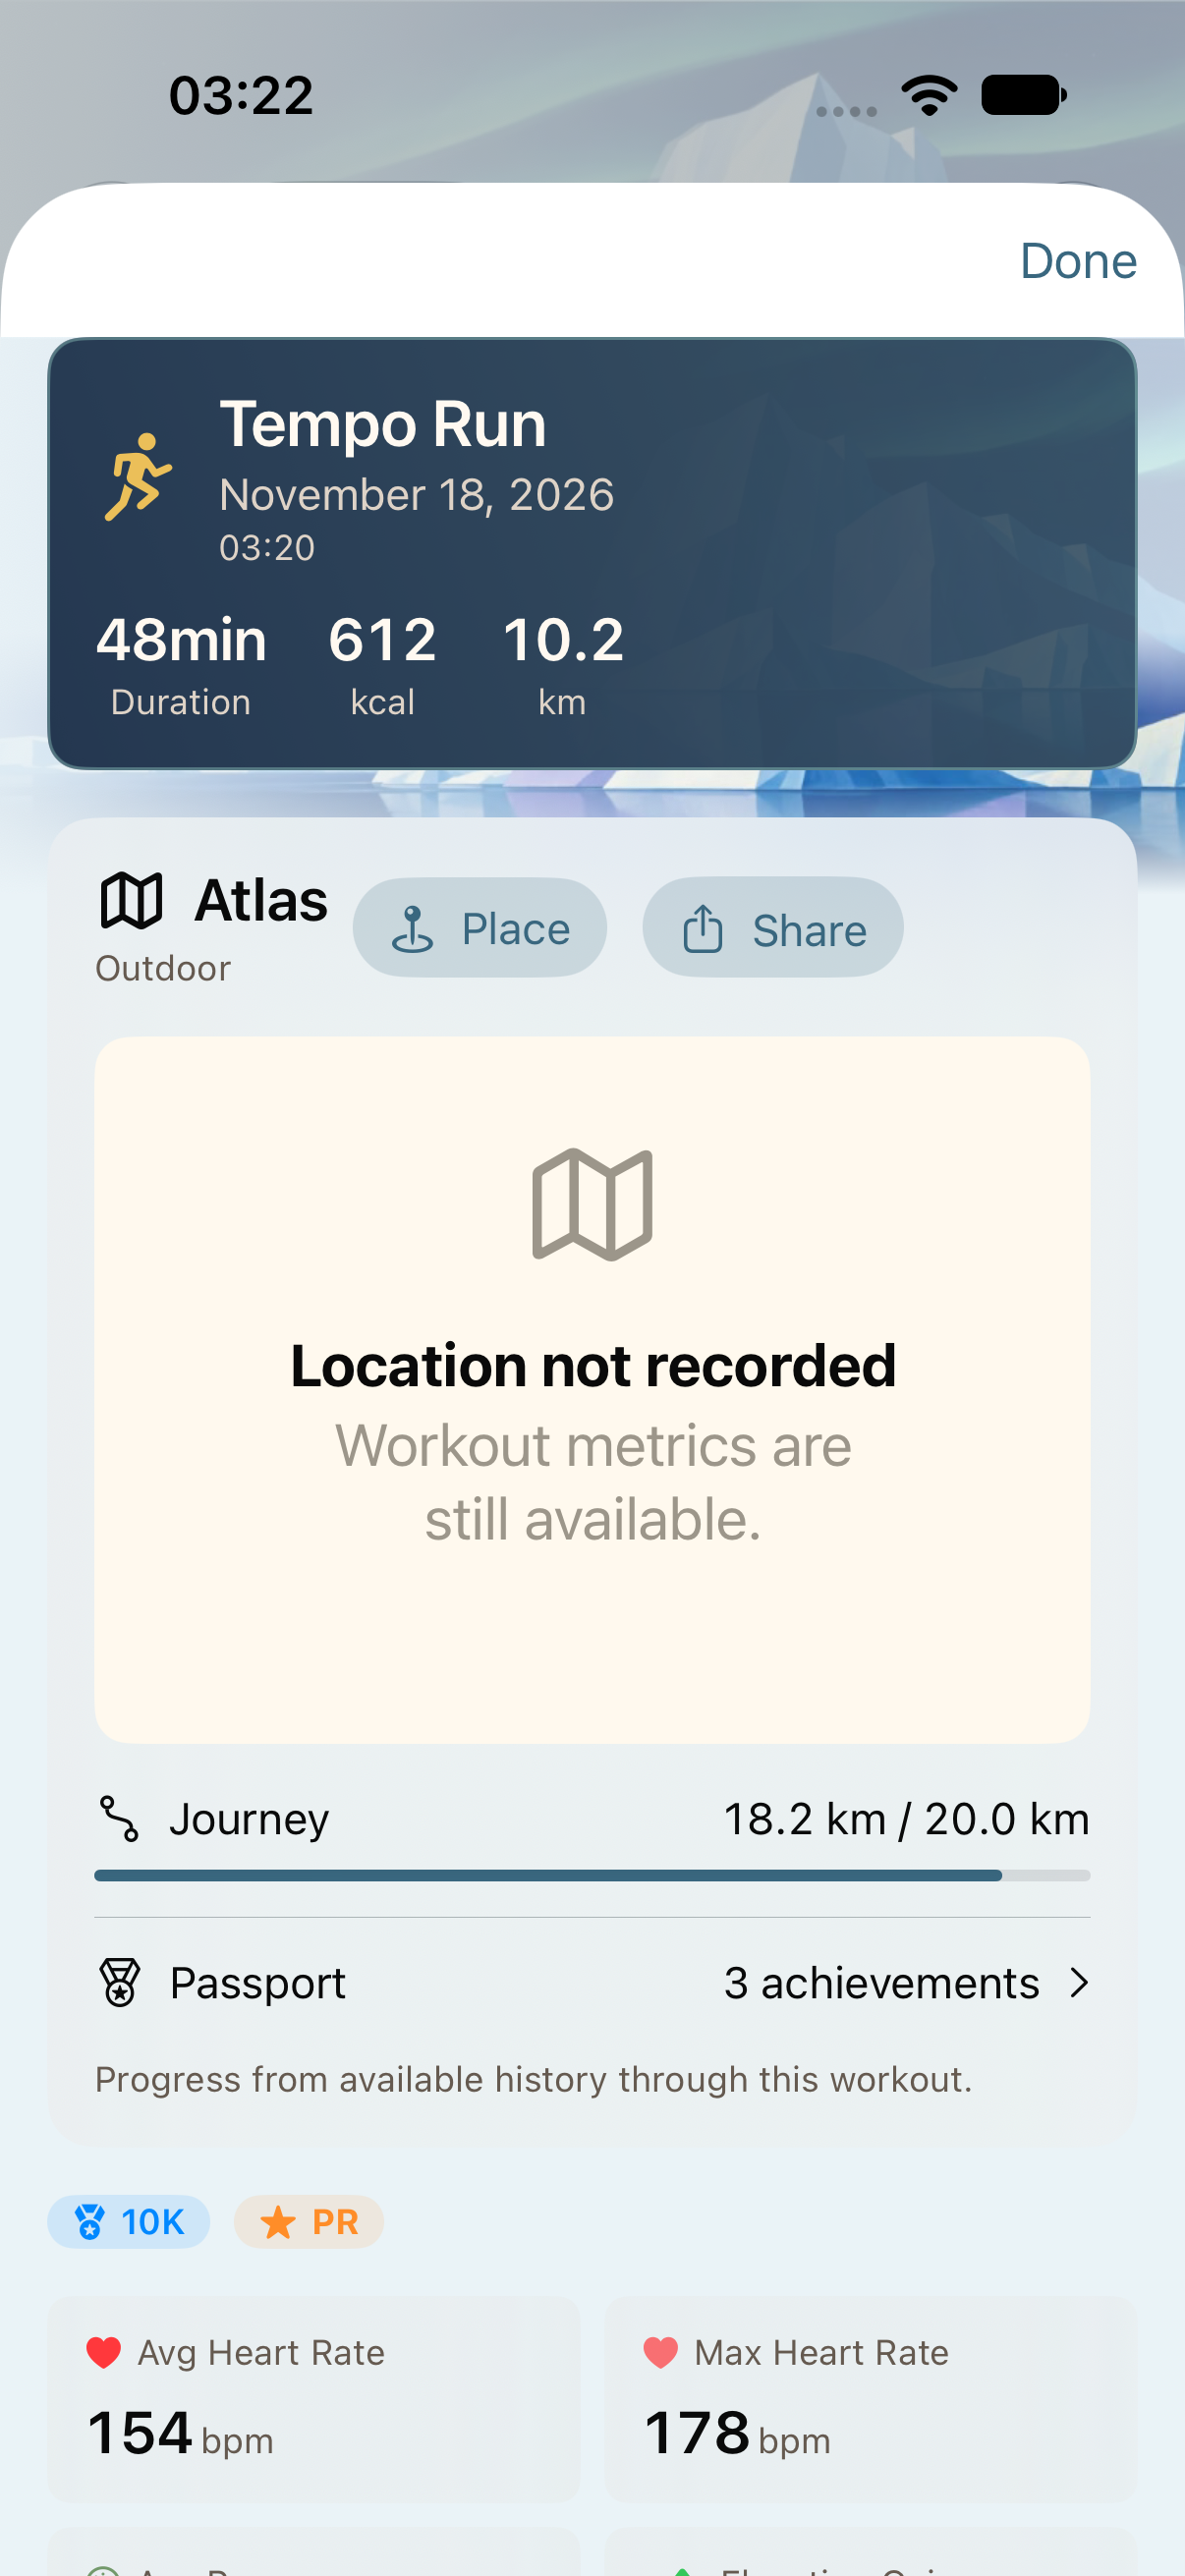 03:22
Done
Tempo Run
November 18, 2026
03:20
48min 612 10.2
Duration kcal km
Atlas
Outdoor
Place
Share
Location not recorded
Workout metrics are
still available.
Journey 18.2 km / 20.0 km
Passport 3 achievements
Progress from available history through this workout.
10K PR
Avg Heart Rate
154 bpm
Max Heart Rate
178 bpm